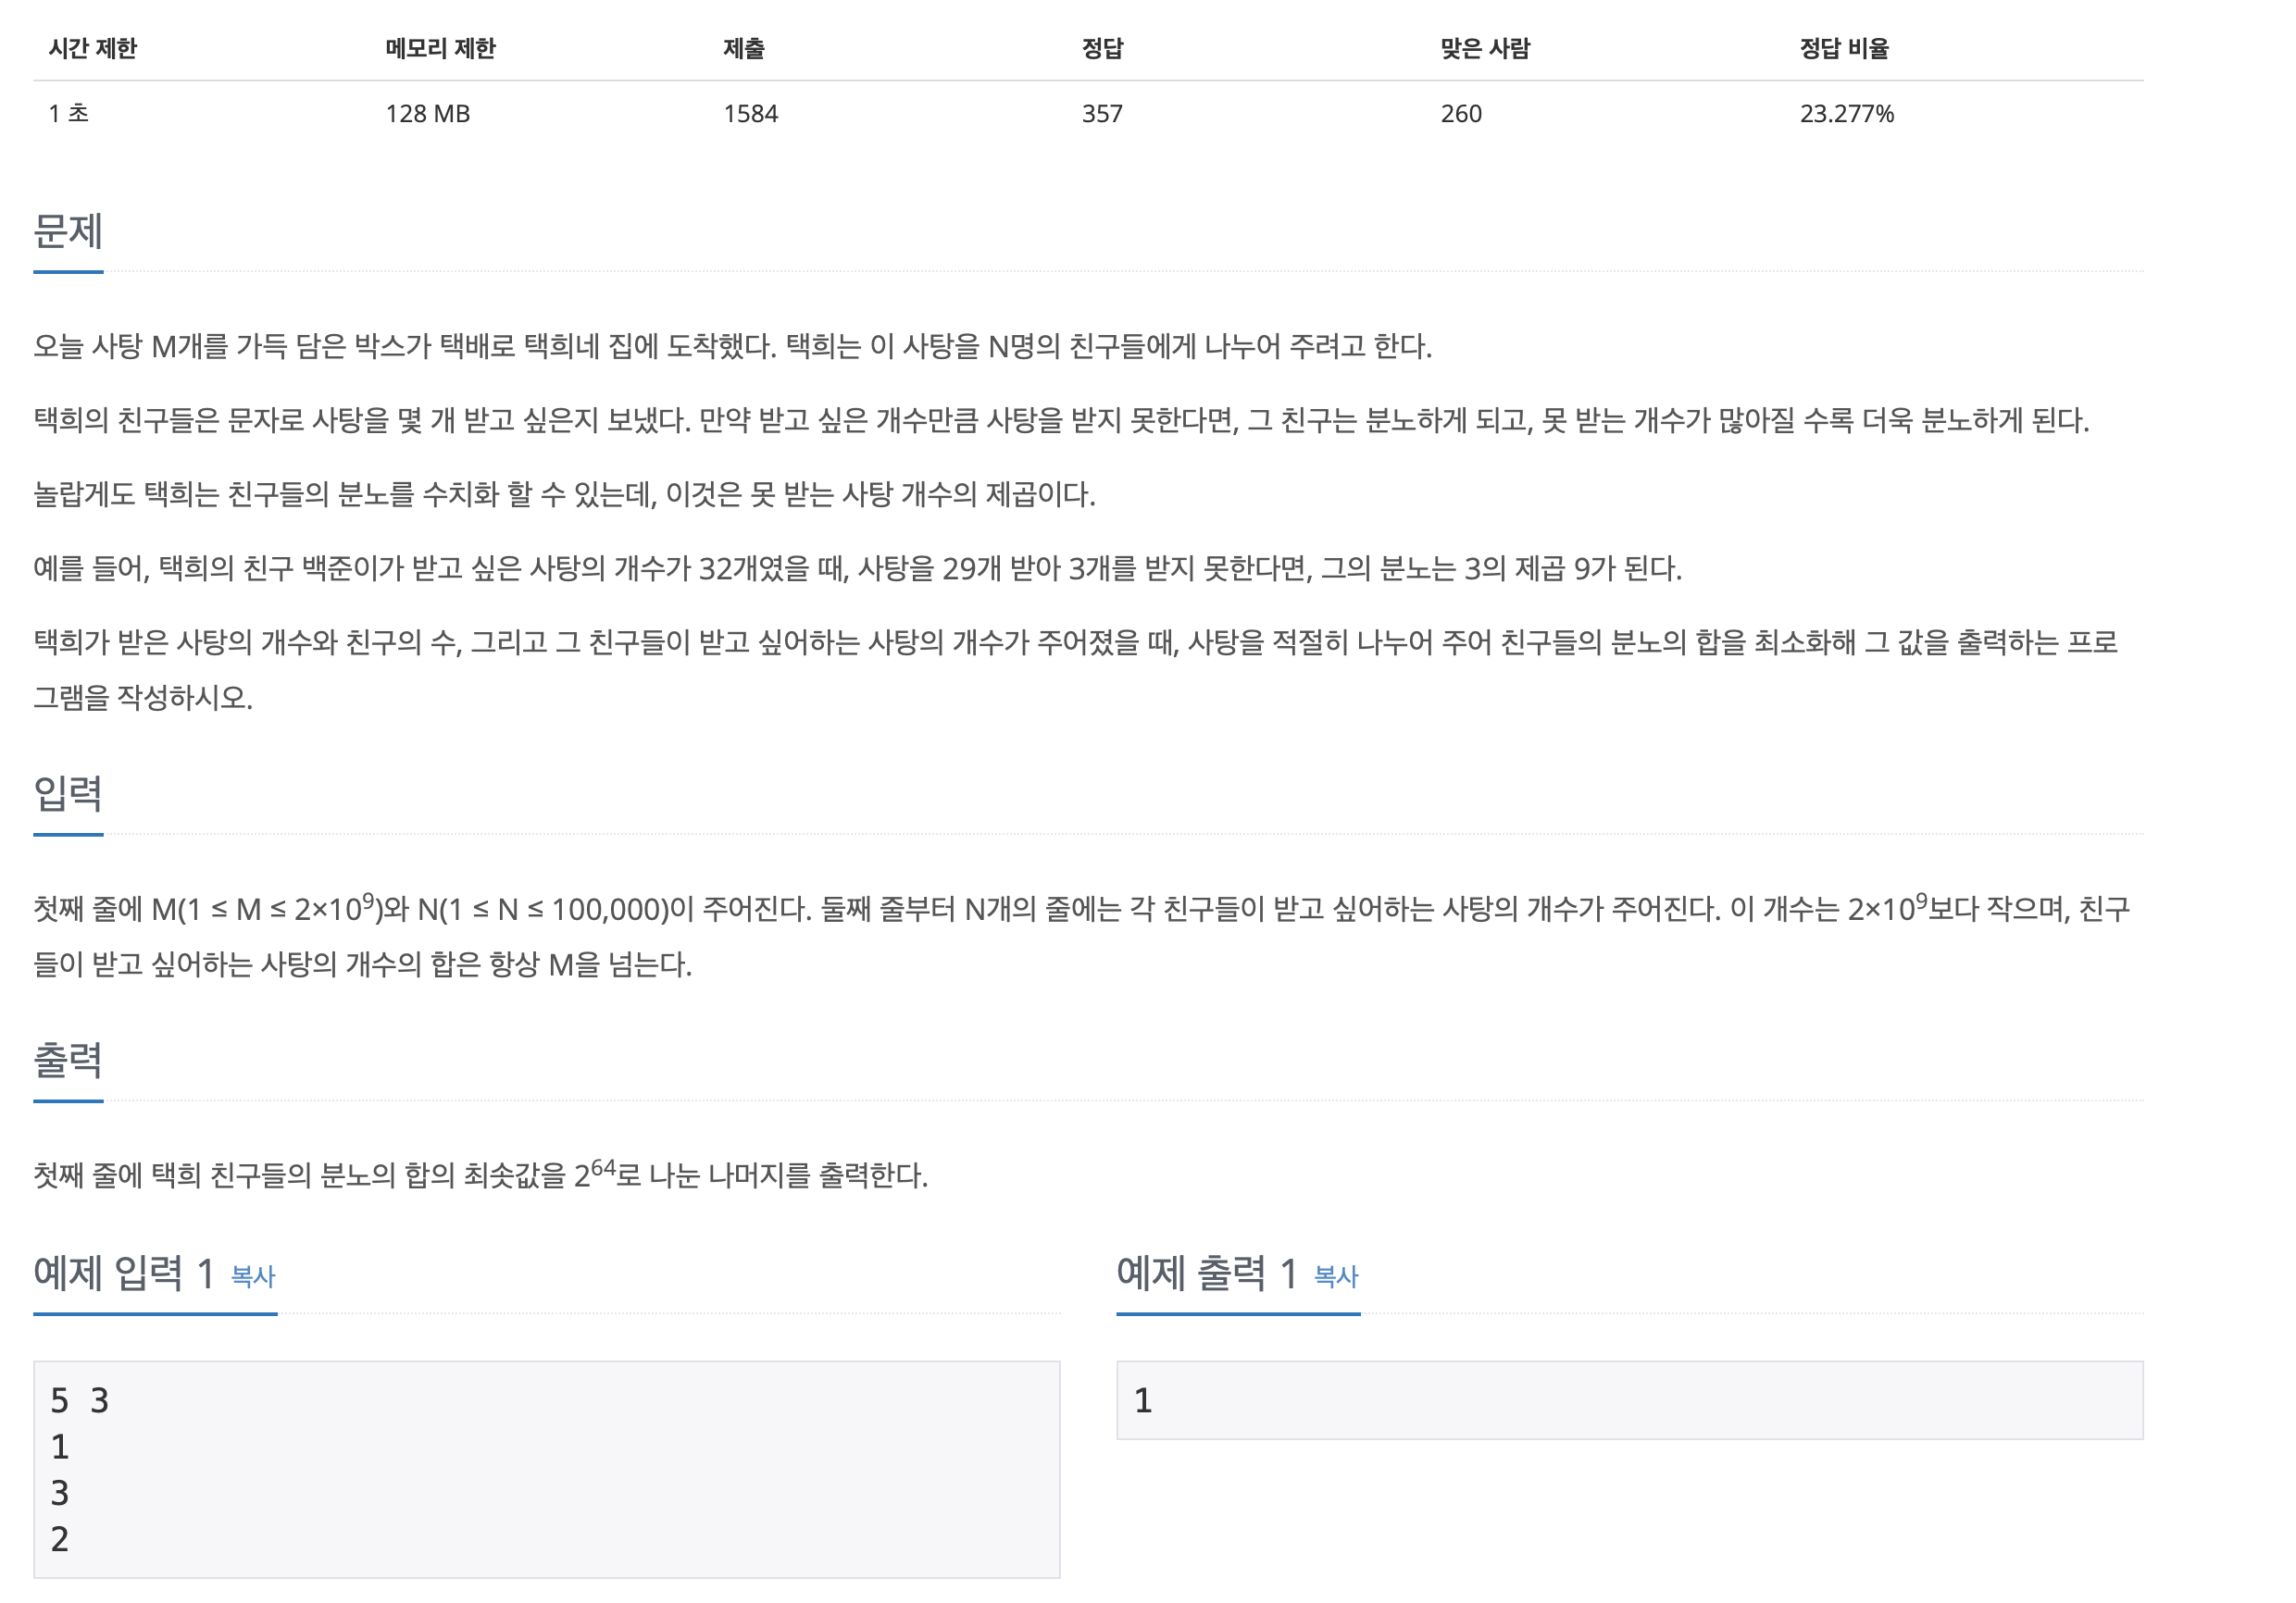 시간 제한 메모리 제한 제출 정답 맞은 사람 정답 비율
1 초 128 MB 1584 357 260 23.277%
문제
오늘 사탕 M개를 가득 담은 박스가 택배로 택희네 집에 도착했다. 택희는 이 사탕을 N명의 친구들에게 나누어 주려고 한다.
택희의 친구들은 문자로 사탕을 몇 개 받고 싶은지 보냈다. 만약 받고 싶은 개수만큼 사탕을 받지 못한다면, 그 친구는 분노하게 되고, 못 받는 개수가 많아질 수록 더욱 분노하게 된다.
놀랍게도 택희는 친구들의 분노를 수치화 할 수 있는데, 이것은 못 받는 사탕 개수의 제곱이다.
예를 들어, 택희의 친구 백준이가 받고 싶은 사탕의 개수가 32개였을 때, 사탕을 29개 받아 3개를 받지 못한다면, 그의 분노는 3의 제곱 9가 된다.
택희가 받은 사탕의 개수와 친구의 수, 그리고 그 친구들이 받고 싶어하는 사탕의 개수가 주어졌을 때, 사탕을 적절히 나누어 주어 친구들의 분노의 합을 최소화해 그 값을 출력하는 프로
그램을 작성하시오.
입력
첫째 줄에 M(1 ≤ M ≤ 2×10⁹)와 N(1 ≤ N ≤ 100,000)이 주어진다. 둘째 줄부터 N개의 줄에는 각 친구들이 받고 싶어하는 사탕의 개수가 주어진다. 이 개수는 2×10⁹보다 작으며, 친구
들이 받고 싶어하는 사탕의 개수의 합은 항상 M을 넘는다.
출력
첫째 줄에 택희 친구들의 분노의 합의 최솟값을 2⁶⁴로 나눈 나머지를 출력한다.
예제 입력 1 복사 예제 출력 1 복사
5 3 1
1
3
2